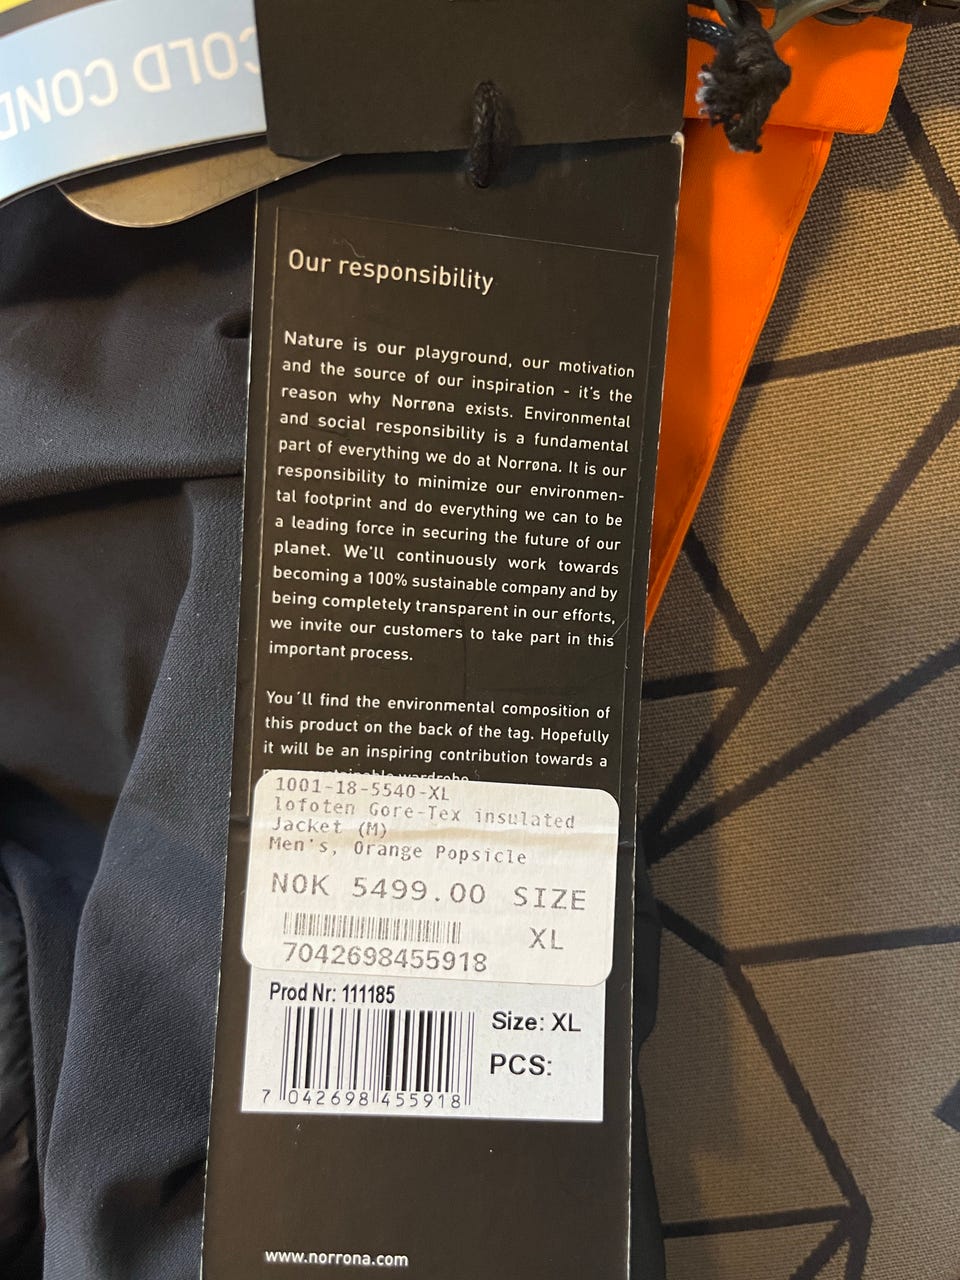 COLD COND
Our responsibility
Nature is our playground, our motivation
and the source of our inspiration - it's the
reason why Norrøna exists. Environmental
and social responsibility is a fundamental
part of everything we do at Norrøna. It is our
responsibility to minimize our environmen-
tal footprint and do everything we can to be
a leading force in securing the future of our
planet. We'll continuously work towards
becoming a 100% sustainable company and by
being completely transparent in our efforts,
we invite our customers to take part in this
important process.
You´ll find the environmental composition of
this product on the back of the tag. Hopefully
it will be an inspiring contribution towards a
wardrobe
1001-18-5540-XL
lofoten Gore-Tex insulated
Jacket (M)
Men's, Orange Popsicle
NOK 5499.00 SIZE
XL
7042698455918
Prod Nr: 111185
Size: XL
PCS:
7 042698 455918
www.norrona.com